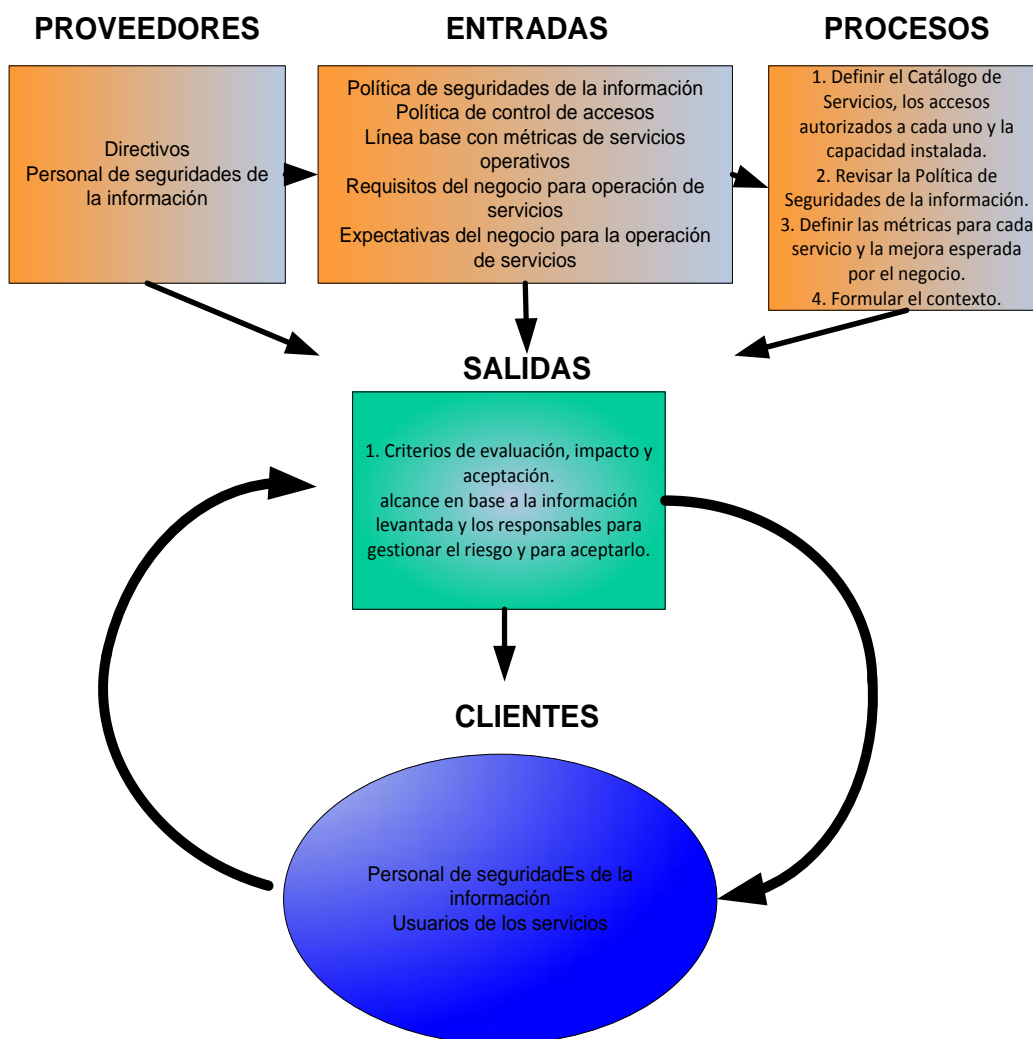 PROVEEDORES
ENTRADAS
PROCESOS
Directivos
Personal de seguridades de
la información
Política de seguridades de la información
Política de control de accesos
Línea base con métricas de servicios
operativos
Requisitos del negocio para operación de
servicios
Expectativas del negocio para la operación
de servicios
1. Definir el Catálogo de
Servicios, los accesos
autorizados a cada uno y la
capacidad instalada.
2. Revisar la Política de
Seguridades de la información.
3. Definir las métricas para cada
servicio y la mejora esperada
por el negocio.
4. Formular el contexto.
SALIDAS
1. Criterios de evaluación, impacto y
aceptación.
alcance en base a la información
levantada y los responsables para
gestionar el riesgo y para aceptarlo.
CLIENTES
Personal de seguridadEs de la
información
Usuarios de los servicios